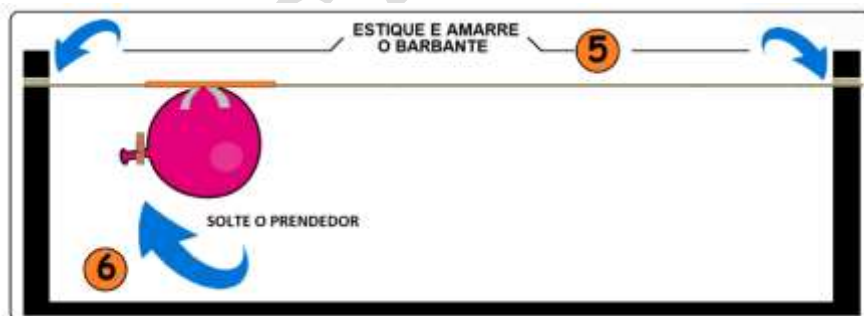 ESTIQUE E AMARRE
O BARBANTE
5
SOLTE O PRENDEDOR
6